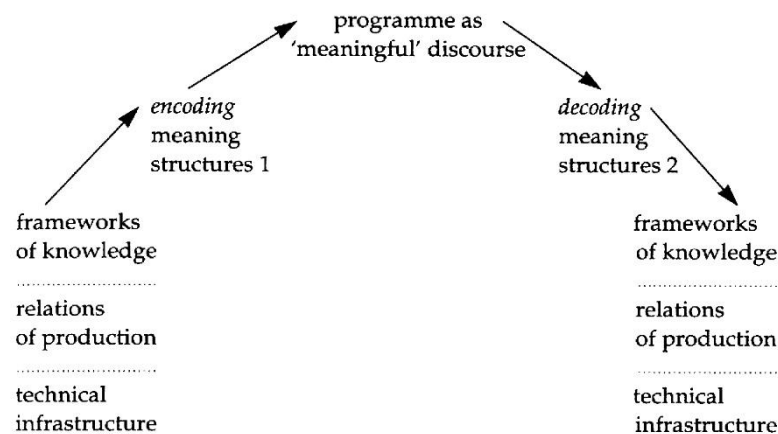 programme as
‘meaningful’ discourse
encoding
meaning
structures 1
decoding
meaning
structures 2
frameworks
of knowledge
relations
of production
technical
infrastructure
frameworks
of knowledge
relations
of production
technical
infrastructure